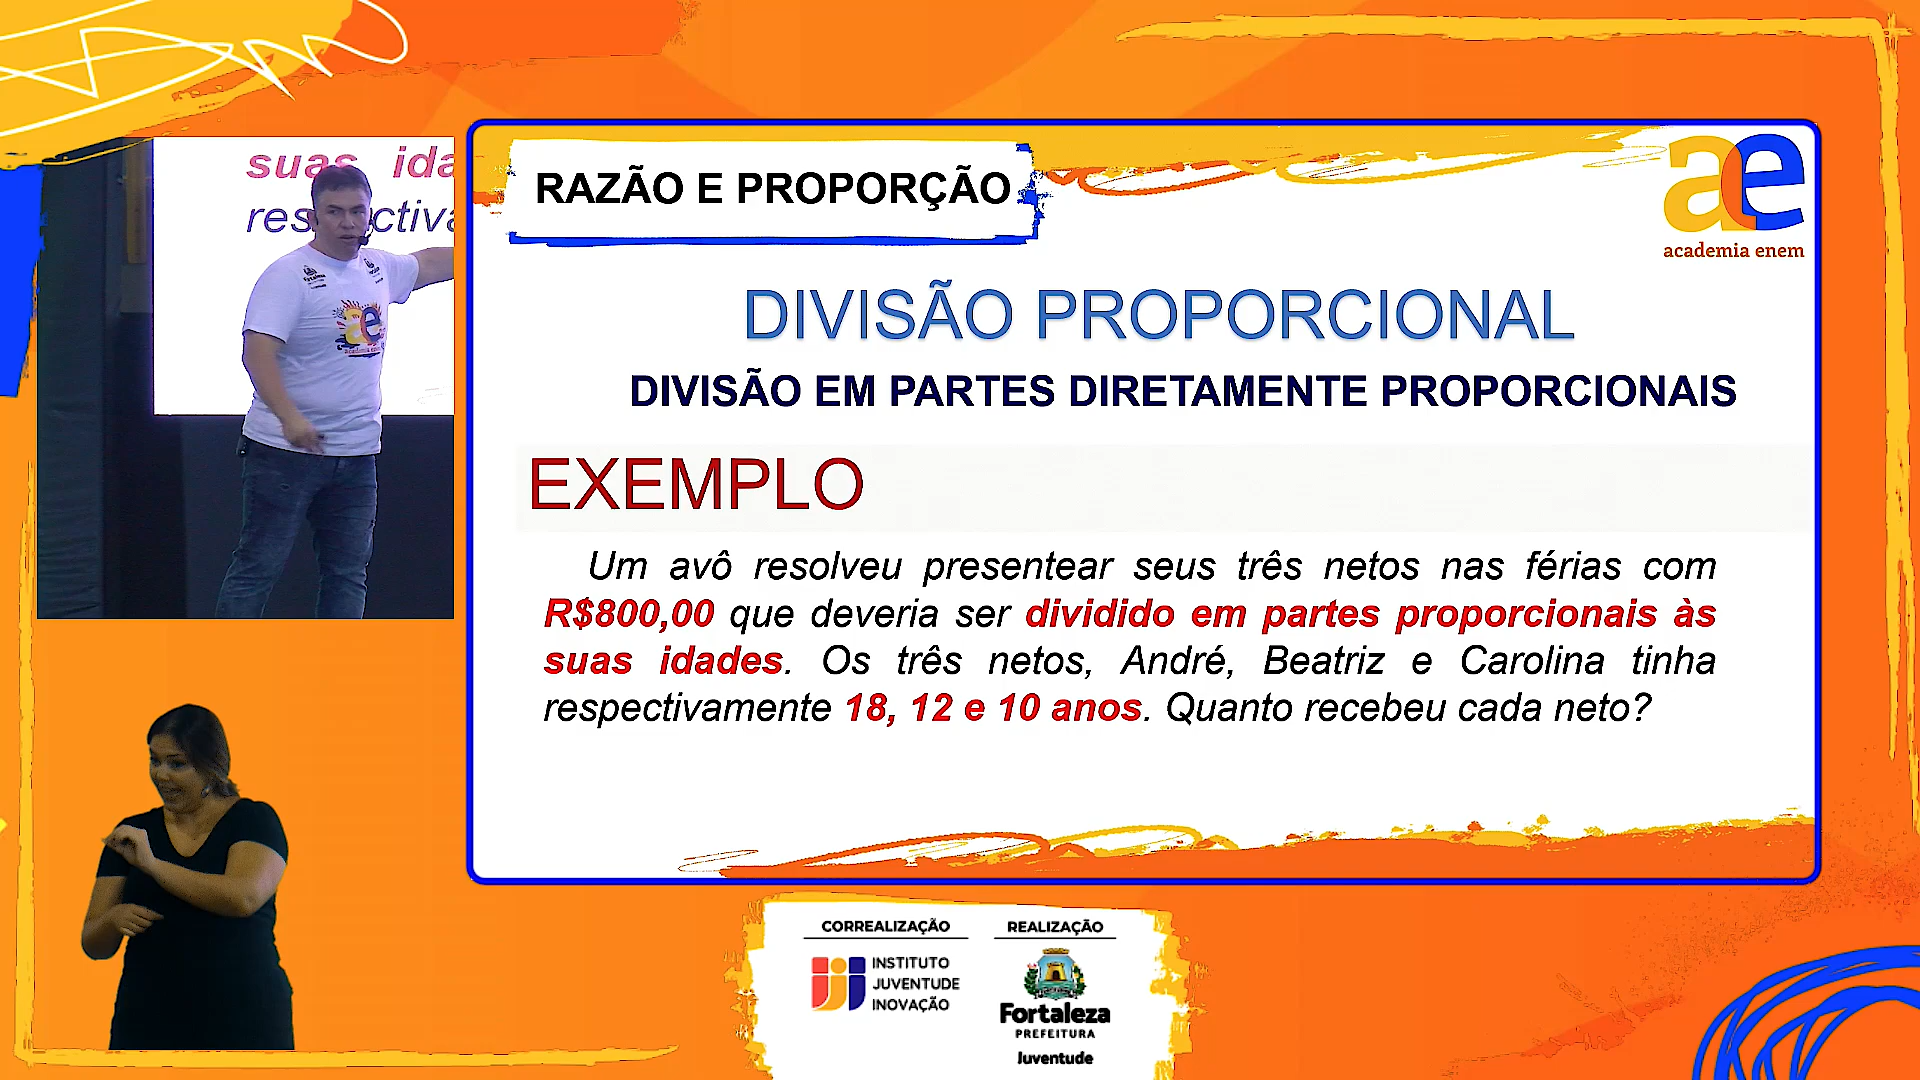 suas ida
RAZÃO E PROPORÇÃO
ae
academia enem
DIVISÃO PROPORCIONAL
DIVISÃO EM PARTES DIRETAMENTE PROPORCIONAIS
EXEMPLO
Um avô resolveu presentear seus três netos nas férias com
R$800,00 que deveria ser dividido em partes proporcionais às
suas idades. Os três netos, André, Beatriz e Carolina tinha
respectivamente 18, 12 e 10 anos. Quanto recebeu cada neto?
CORREALIZAÇÃO
INSTITUTO
JUVENTUDE
INOVAÇÃO
REALIZAÇÃO
Fortaleza
PREFEITURA
Juventude